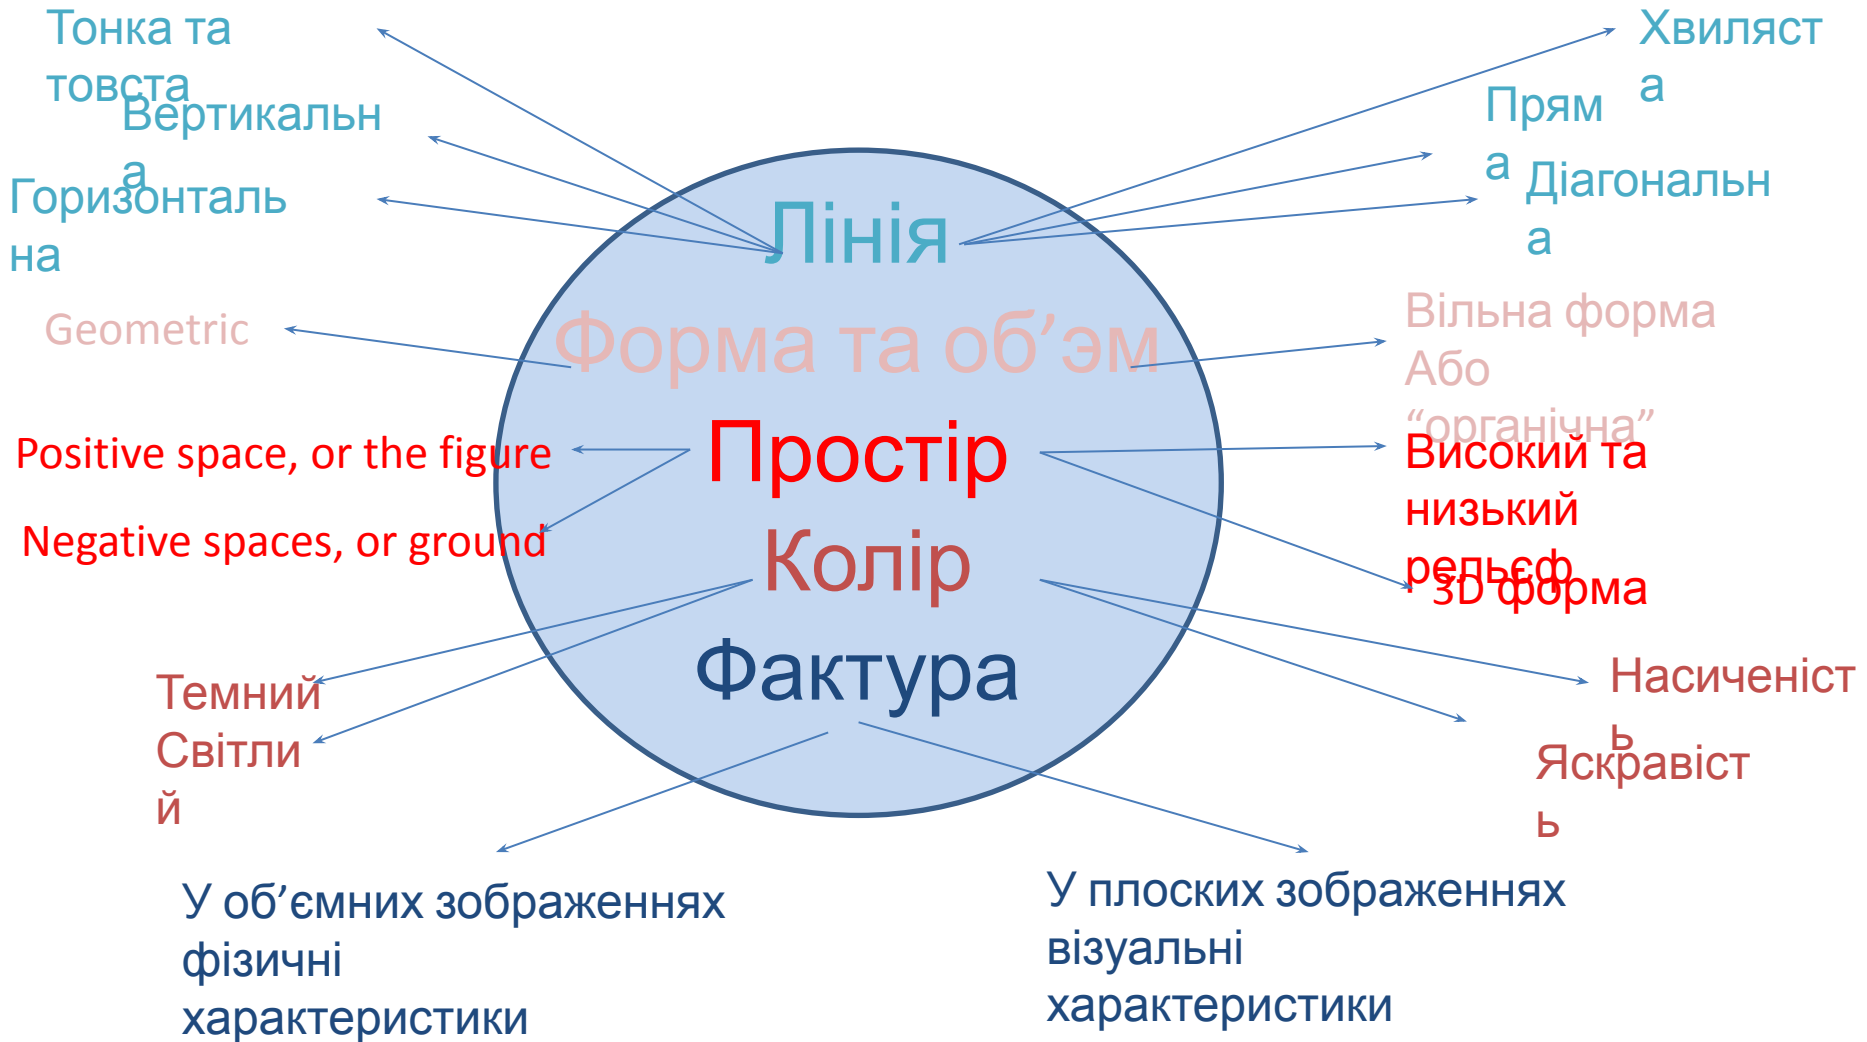 Тонка та
товста
Вертикальн
а
Горизонталь
на
Хвиляст
а
Прям
а
Діагональн
а
Лінія
Geometric
Форма та об’эм
Вільна форма
Або
“органічна”
Positive space, or the figure
Negative spaces, or ground
Простір
Високий та
низький
рельєф
3D форма
Колір
Темний
Світли
й
Насиченіст
ь
Яскравіст
ь
Фактура
У об’ємних зображеннях
фізичні
характеристики
У плоских зображеннях
візуальні
характеристики